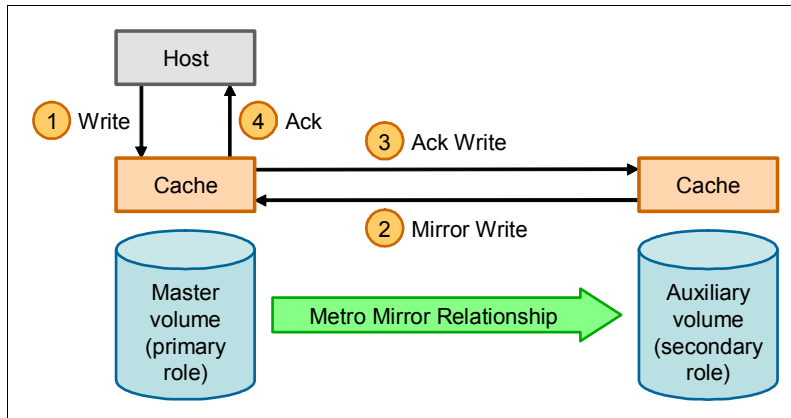 Host
1 Write
4 Ack
3 Ack Write
Cache
Cache
2 Mirror Write
Master
volume
(primary
role)
Metro Mirror Relationship
Auxiliary
volume
(secondary
role)